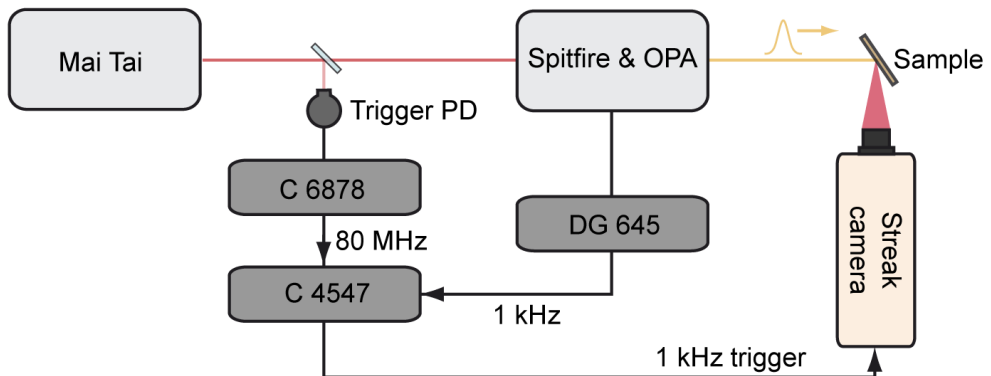 Mai Tai
Spitfire & OPA
Sample
Trigger PD
C 6878
DG 645
80 MHz
C 4547
1 kHz
Streak
camera
1 kHz trigger